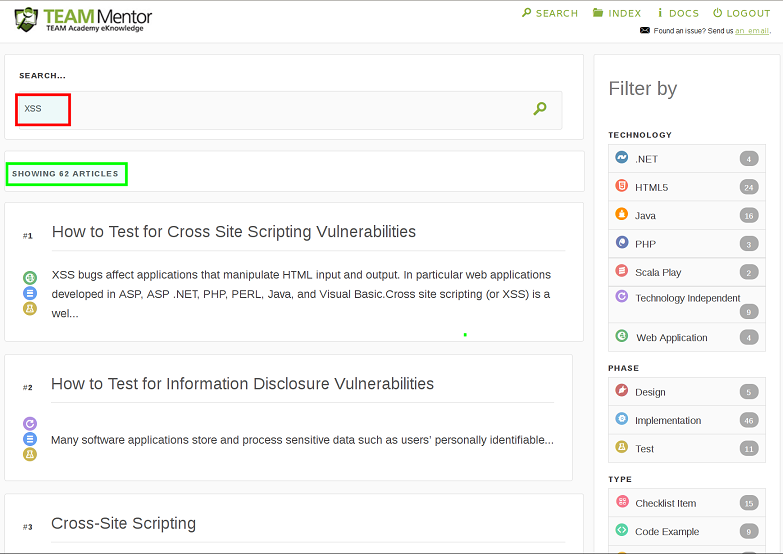 TEAM Mentor
TEAM Academy eKnowledge
SEARCH
INDEX
DOCS
LOGOUT
Found an issue? Send us an email.
SEARCH...
XSS
SHOWING 62 ARTICLES
#1
How to Test for Cross Site Scripting Vulnerabilities
XSS bugs affect applications that manipulate HTML input and output. In particular web applications
developed in ASP, ASP .NET, PHP, PERL, Java, and Visual Basic.Cross site scripting (or XSS) is a
wel...
#2
How to Test for Information Disclosure Vulnerabilities
Many software applications store and process sensitive data such as users' personally identifiable...
#3
Cross-Site Scripting
Filter by
TECHNOLOGY
.NET 4
HTML5 24
Java 16
PHP 3
Scala Play 2
Technology Independent
9
Web Application 4
PHASE
Design 5
Implementation 46
Test 11
TYPE
Checklist Item 15
Code Example 9